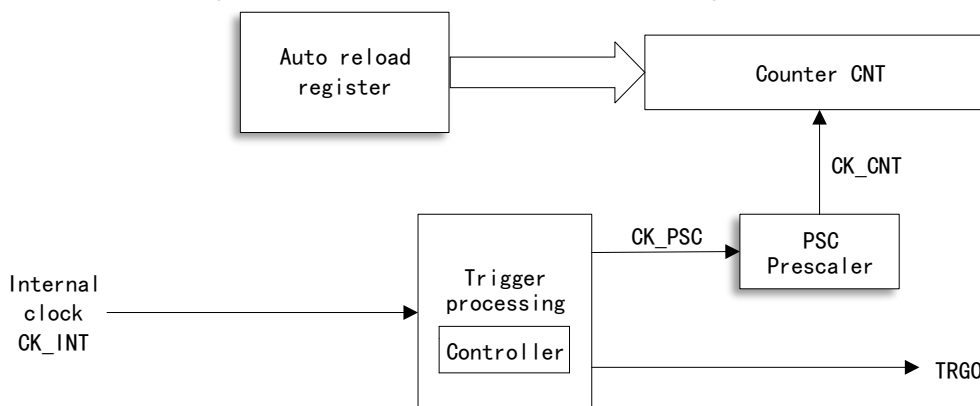 Auto reload
register
Counter CNT
CK_CNT
CK_PSC
PSC
Prescaler
Trigger
processing
Controller
Internal
clock
CK_INT
TRGO